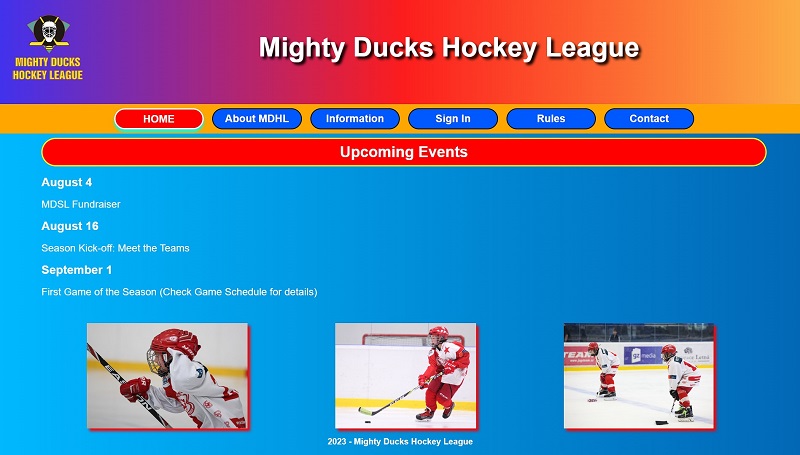 MIGHTY DUCKS
HOCKEY LEAGUE
Mighty Ducks Hockey League
HOME
About MDHL
Information
Sign In
Rules
Contact
Upcoming Events
August 4
MDSL Fundraiser
August 16
Season Kick-off: Meet the Teams
September 1
First Game of the Season (Check Game Schedule for details)
TEAM
media
2023 - Mighty Ducks Hockey League